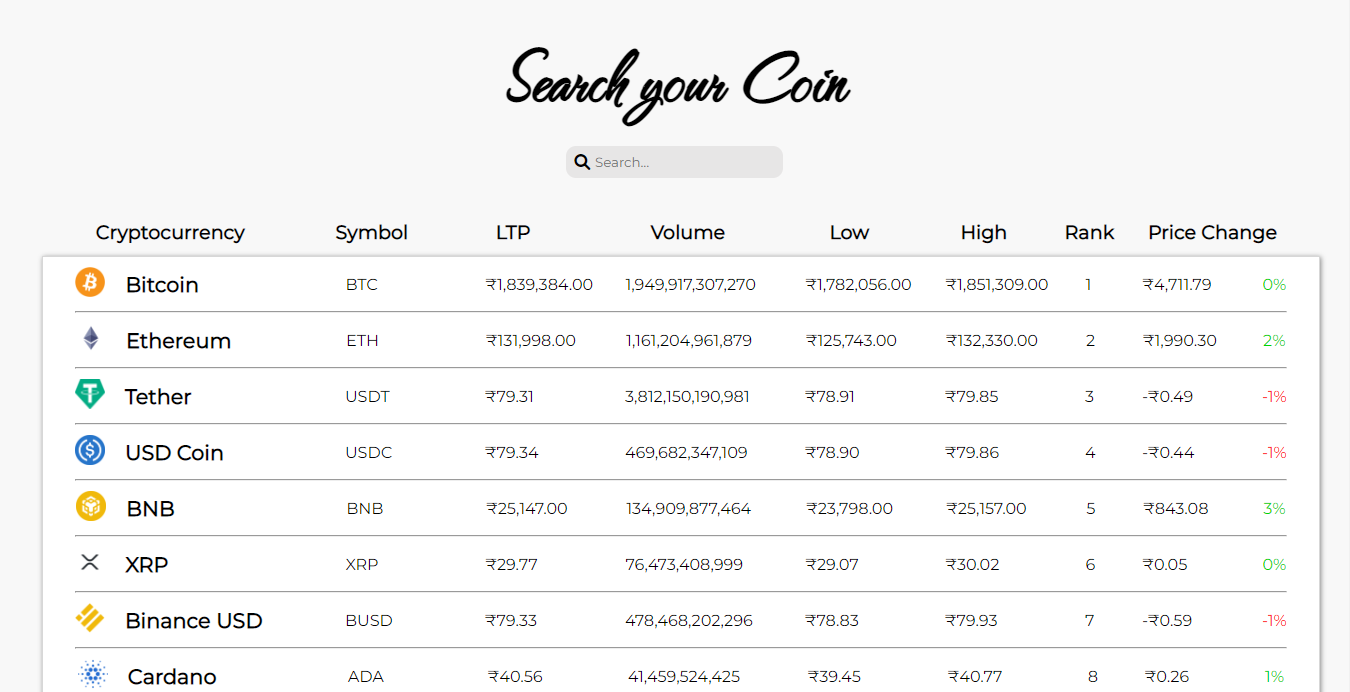 Search your Coin
Search...
Cryptocurrency Symbol LTP Volume Low High Rank Price Change
Bitcoin BTC ₹1,839,384.00 1,949,917,307,270 ₹1,782,056.00 ₹1,851,309.00 1 ₹4,711.79 0%
Ethereum ETH ₹131,998.00 1,161,204,961,879 ₹125,743.00 ₹132,330.00 2 ₹1,990.30 2%
Tether USDT ₹79.31 3,812,150,190,981 ₹78.91 ₹79.85 3 -₹0.49 -1%
USD Coin USDC ₹79.34 469,682,347,109 ₹78.90 ₹79.86 4 -₹0.44 -1%
BNB BNB ₹25,147.00 134,909,877,464 ₹23,798.00 ₹25,157.00 5 ₹843.08 3%
XRP XRP ₹29.77 76,473,408,999 ₹29.07 ₹30.02 6 ₹0.05 0%
Binance USD BUSD ₹79.33 478,468,202,296 ₹78.83 ₹79.93 7 -₹0.59 -1%
Cardano ADA ₹40.56 41,459,524,425 ₹39.45 ₹40.77 8 ₹0.26 1%